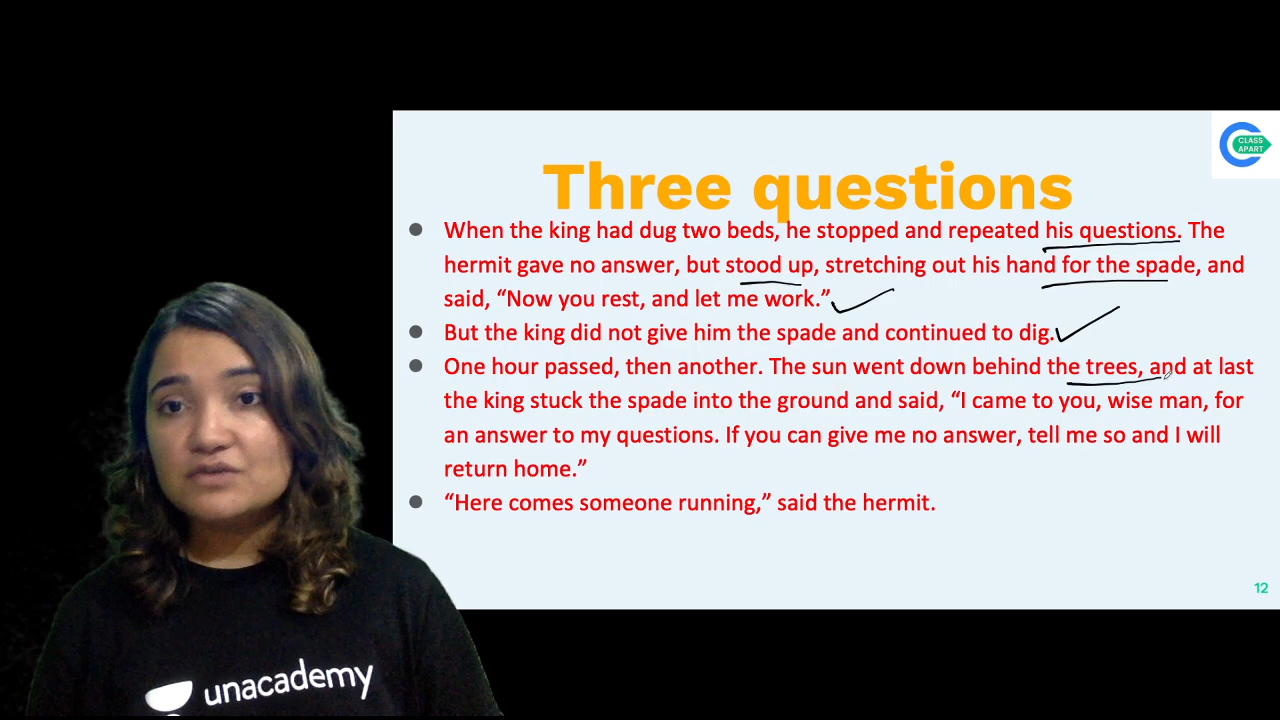 CLASS
APART
Three questions
● When the king had dug two beds, he stopped and repeated his questions. The
hermit gave no answer, but stood up, stretching out his hand for the spade, and
said, “Now you rest, and let me work.”
● But the king did not give him the spade and continued to dig.
● One hour passed, then another. The sun went down behind the trees, and at last
the king stuck the spade into the ground and said, “I came to you, wise man, for
an answer to my questions. If you can give me no answer, tell me so and I will
return home.”
● “Here comes someone running,” said the hermit.
12
unacademy